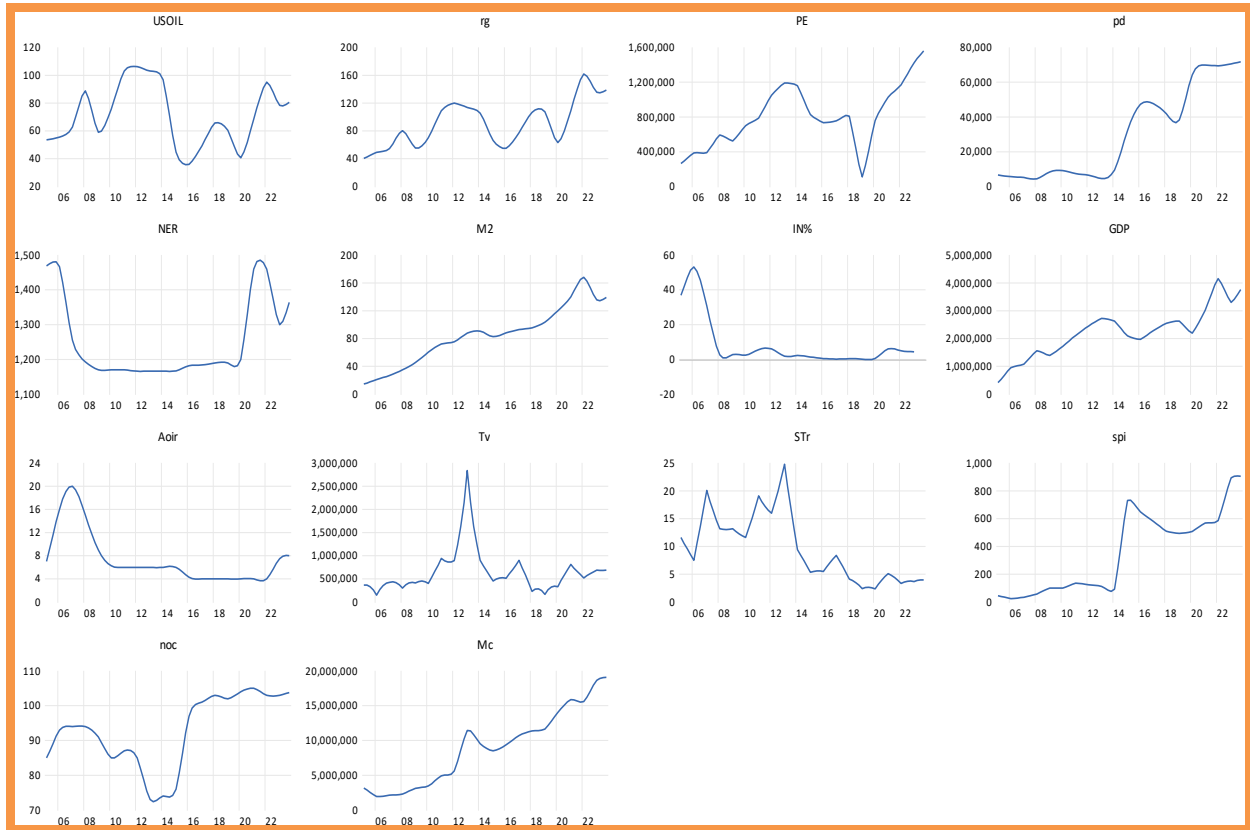 USOIL rg PE pd
120 200 1,600,000 80,000
100 160 1,200,000 60,000
80 120 800,000 40,000
60 80 400,000 20,000
40 40 0 0
20 0
06 08 10 12 14 16 18 20 22 06 08 10 12 14 16 18 20 22 06 08 10 12 14 16 18 20 22 06 08 10 12 14 16 18 20 22
NER M2 IN% GDP
1,500 200 60 5,000,000
1,400 160 40 4,000,000
1,300 120 20 3,000,000
1,200 80 0 2,000,000
1,100 40 -20 1,000,000
0 0
06 08 10 12 14 16 18 20 22 06 08 10 12 14 16 18 20 22 06 08 10 12 14 16 18 20 22 06 08 10 12 14 16 18 20 22
Aoir Tv STr spi
24 3,000,000 25 1,000
20 2,500,000 20 800
16 2,000,000 15 600
12 1,500,000 10 400
8 1,000,000 5 200
4 500,000 0 0
0 0
06 08 10 12 14 16 18 20 22 06 08 10 12 14 16 18 20 22 06 08 10 12 14 16 18 20 22 06 08 10 12 14 16 18 20 22
noc Mc
110 20,000,000
100 15,000,000
90 10,000,000
80 5,000,000
70 0
06 08 10 12 14 16 18 20 22 06 08 10 12 14 16 18 20 22